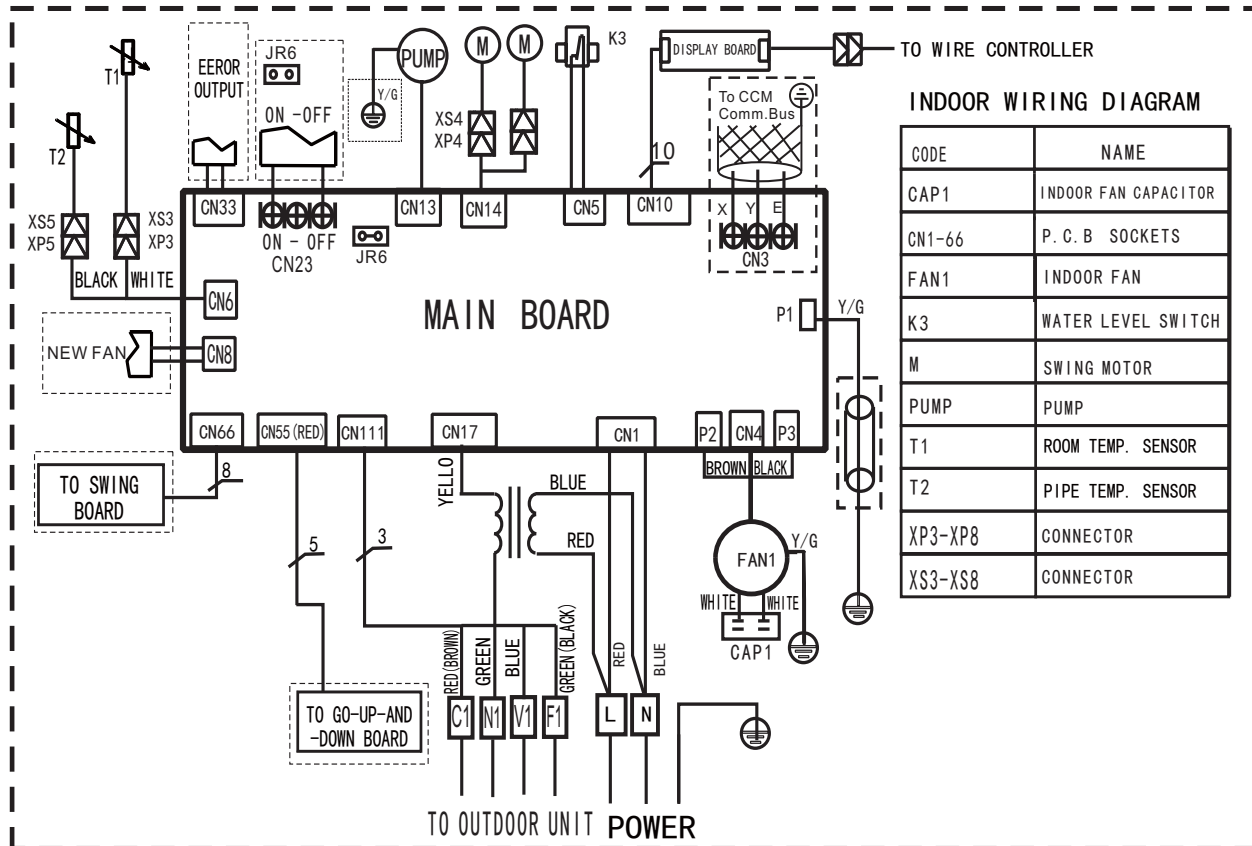 T1
T2
EEROR
OUTPUT
JR6
ON -OFF
PUMP
Y/G
M
M
K3
DISPLAY BOARD
TO WIRE CONTROLLER
XS4
XP4
10
To CCM
Comm.Bus
XS5
XP5
XS3
XP3
BLACK
WHITE
CN33
ON - OFF
CN23
JR6
CN13
CN14
CN5
CN10
X
Y
E
CN3
CN6
CN8
NEW FAN
MAIN BOARD
P1
Y/G
CN66
CN55(RED)
CN111
CN17
CN1
P2
CN4
P3
BROWN
BLACK
TO SWING
BOARD
8
5
3
YELLO
BLUE
RED
FAN1
Y/G
WHITE
WHITE
CAP1
RED(BROWN)
GREEN
BLUE
GREEN(BLACK)
RED
BLUE
TO GO-UP-AND
-DOWN BOARD
C1
N1
V1
F1
L
N
TO OUTDOOR UNIT
POWER
INDOOR WIRING DIAGRAM
CODE NAME
CAP1 INDOOR FAN CAPACITOR
CN1-66 P.C.B SOCKETS
FAN1 INDOOR FAN
K3 WATER LEVEL SWITCH
M SWING MOTOR
PUMP PUMP
T1 ROOM TEMP. SENSOR
T2 PIPE TEMP. SENSOR
XP3-XP8 CONNECTOR
XS3-XS8 CONNECTOR